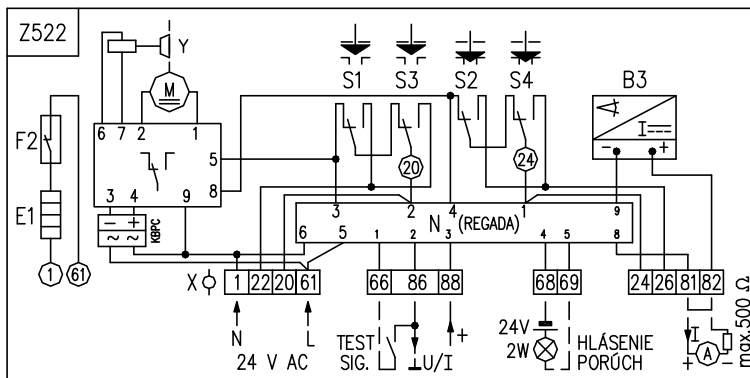 Z522
Y
M
6 7 2 1
5
8
3 4 9
KBPC
F2
E1
1 61
S1 S3 S2 S4
B3
I
- +
20
24
3 2 N (REGADA) 4 1 9
6 5 1 2 3 4 5 8
X 1 22 20 61 66 86 88 68 69 24 26 81 82
N L
24 V AC
TEST
SIG.
U/I
+
24V
2W
HLÁSENIE
PORÚCH
I
A
+ -
max.500 Ω